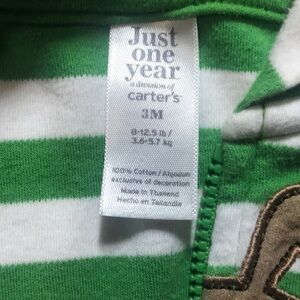 Just
one
year
a division of
carter's
3M
8-12.5 lb /
3.6-5.7 kg
100% Cotton / Algodon
exclusive of decoration
Made in Thailand
Hecho en Tailandia